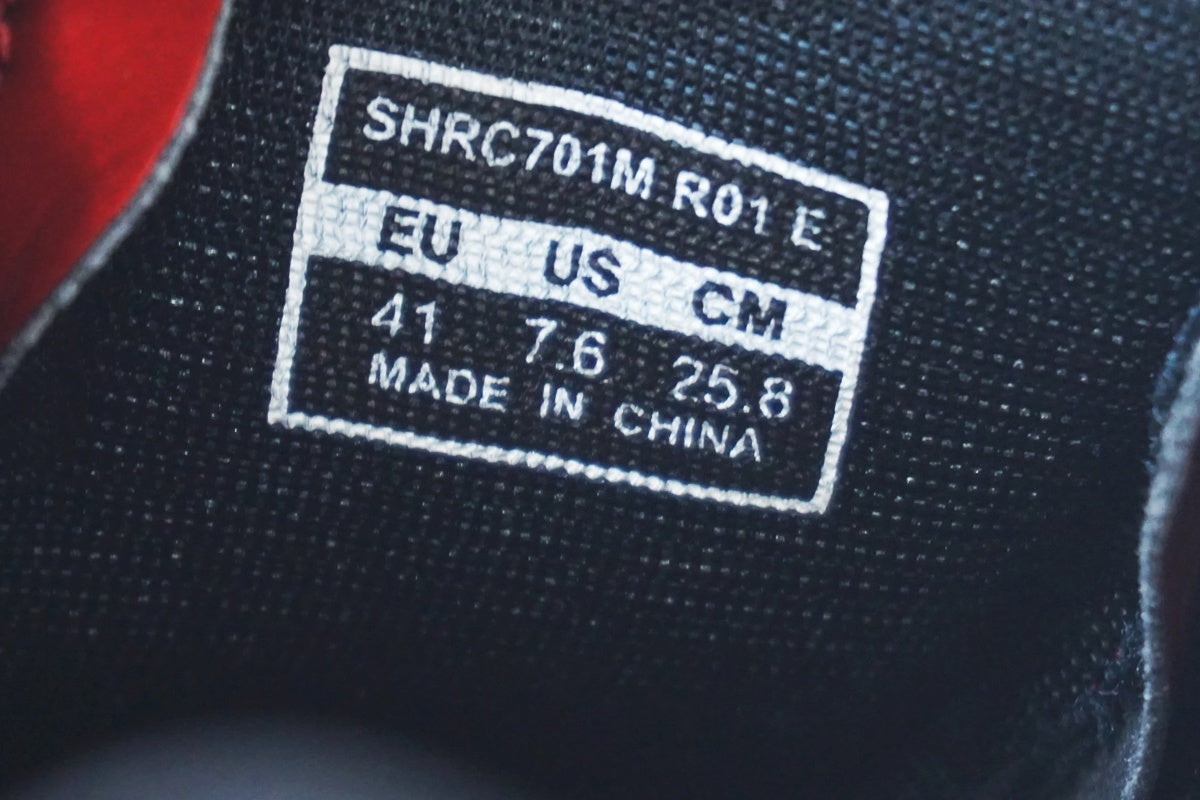 SHRC701M R01 E
EU US CM
41 7.6 25.8
MADE IN CHINA